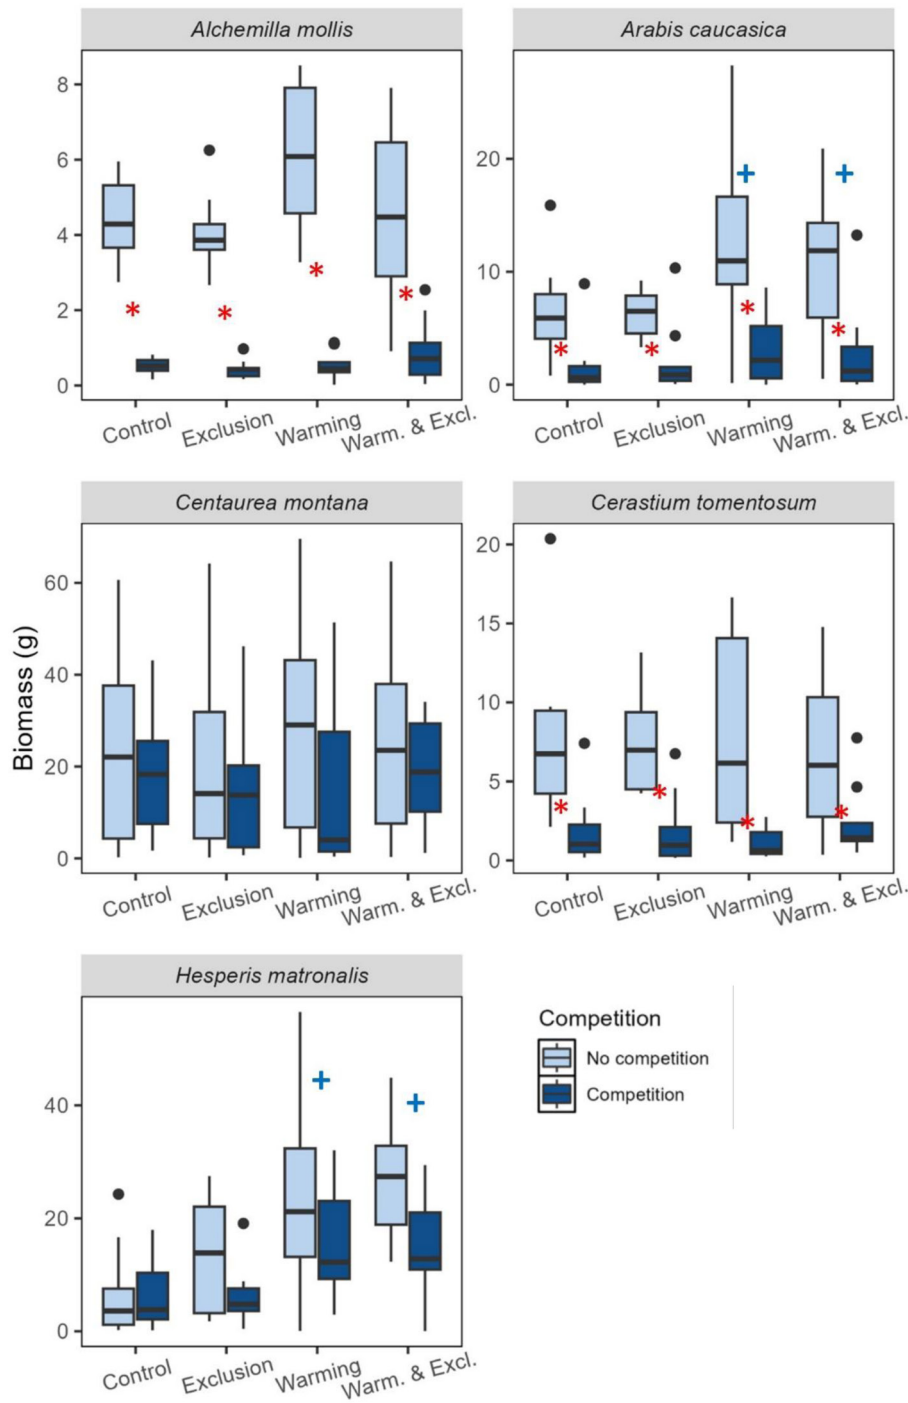 Alchemilla mollis
Arabis caucasica
8
6
4
2
0
20
10
0
* * * *
+ +
* * * *
Control Exclusion Warming Warm. & Excl.
Control Exclusion Warming Warm. & Excl.
Centaurea montana
Cerastium tomentosum
Biomass (g)
60
40
20
0
20
15
10
5
0
* * * *
Control Exclusion Warming Warm. & Excl.
Control Exclusion Warming Warm. & Excl.
Hesperis matronalis
40
20
0
+ +
Control Exclusion Warming Warm. & Excl.
Competition
No competition
Competition